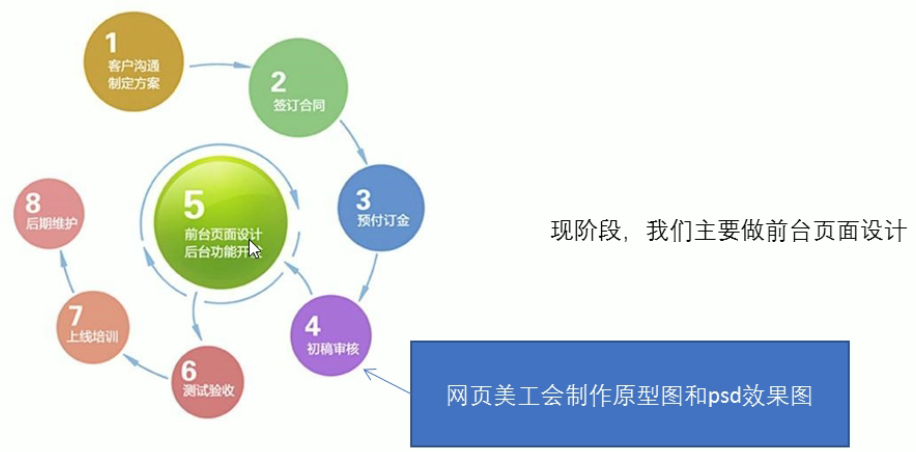 1
客户沟通
制定方案
2
签订合同
3
预付订金
4
初稿审核
5
前台页面设计
后台功能开
6
测试验收
7
上线培训
8
后期维护
现阶段，我们主要做前台页面设计
网页美工会制作原型图和psd效果图